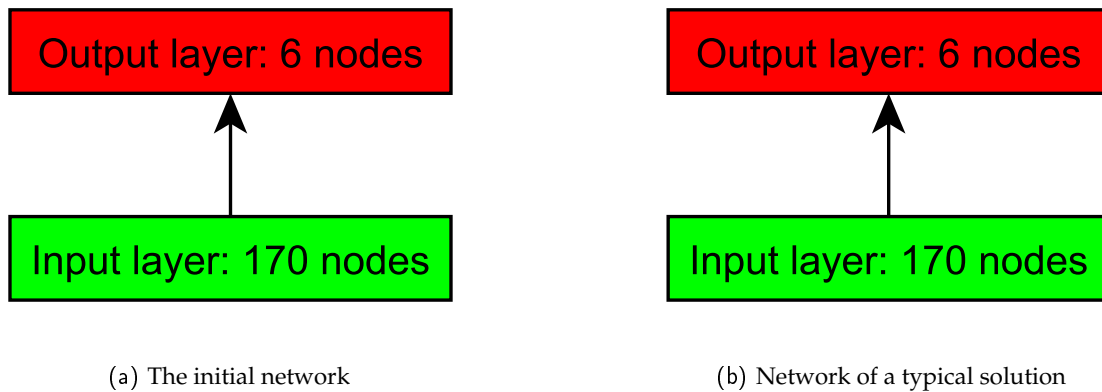 Output layer: 6 nodes
Input layer: 170 nodes
(a) The initial network
Output layer: 6 nodes
Input layer: 170 nodes
(b) Network of a typical solution